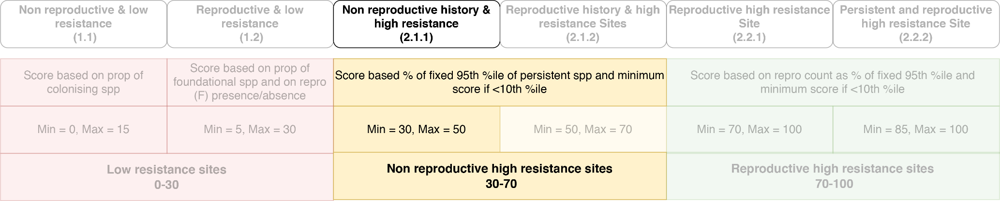 Non reproductive & low
resistance
(1.1)
Reproductive & low
resistance
(1.2)
Non reproductive history &
high resistance
(2.1.1)
Reproductive history & high
resistance Sites
(2.1.2)
Reproductive high resistance
Site
(2.2.1)
Persistent and reproductive
high resistance Site
(2.2.2)
Score based on prop of
colonising spp
Score based on prop of
foundational spp and on repro
(F) presence/absence
Score based % of fixed 95th %ile of persistent spp and minimum
score if <10th %ile
Score based on repro count as % of fixed 95th %ile and
minimum score if <10th %ile
Min = 0, Max = 15
Min = 5, Max = 30
Min = 30, Max = 50
Min = 50, Max = 70
Min = 70, Max = 100
Min = 85, Max = 100
Low resistance sites
0-30
Non reproductive high resistance sites
30-70
Reproductive high resistance sites
70-100